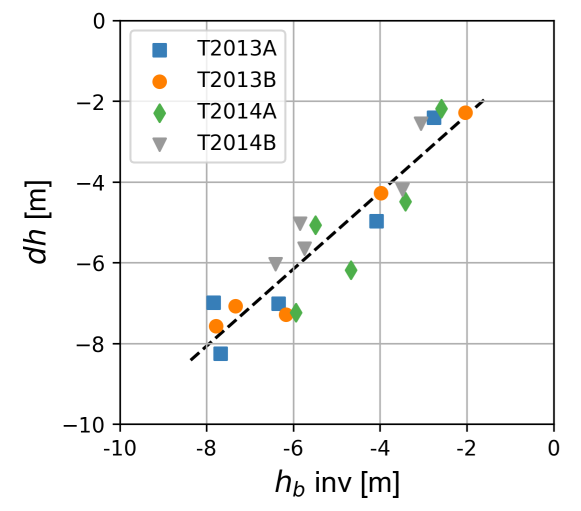 0
−2
−4
−6
−8
−10
dh [m]
T2013A
T2013B
T2014A
T2014B
-10 -8 -6 -4 -2 0
h_b inv [m]